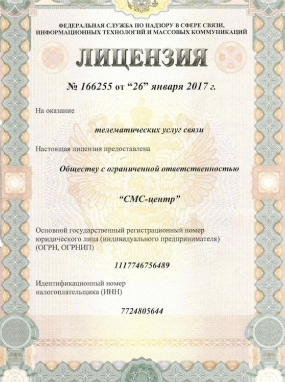 ФЕДЕРАЛЬНАЯ СЛУЖБА ПО НАДЗОРУ В СФЕРЕ СВЯЗИ,
ИНФОРМАЦИОННЫХ ТЕХНОЛОГИЙ И МАССОВЫХ КОММУНИКАЦИЙ
ЛИЦЕНЗИЯ
№ 166255 от “26” января 2017 г.
На оказание
телематических услуг связи
Настоящая лицензия предоставлена
Обществу с ограниченной ответственностью
“СМС-центр”
Основной государственный регистрационный номер
юридического лица (индивидуального предпринимателя)
(ОГРН, ОГРНИП)
1117746756489
Идентификационный номер
налогоплательщика (ИНН)
7724805644